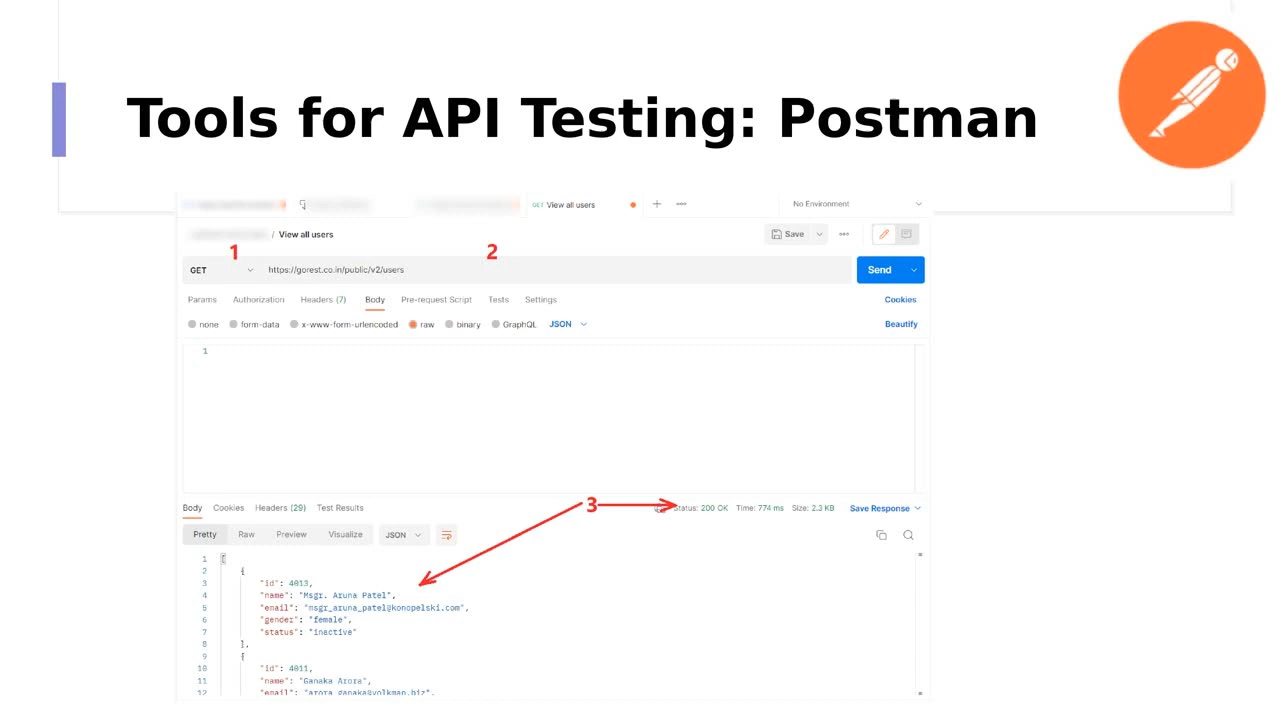 Tools for API Testing: Postman
GET View all users
No Environment
/ View all users
Save
1
2
GET
https://gorest.co.in/public/v2/users
Send
Params Authorization Headers (7) Body Pre-request Script Tests Settings
Cookies
none form-data x-www-form-urlencoded raw binary GraphQL JSON
Beautify
1
Body Cookies Headers (29) Test Results
3
Status: 200 OK Time: 774 ms Size: 2.3 KB
Save Response
Pretty Raw Preview Visualize JSON
1 [
2 {
3 "id": 4013,
4 "name": "Msgr. Aruna Patel",
5 "email": "msgr_aruna_patel@konopelski.com",
6 "gender": "female",
7 "status": "inactive"
8 },
9 {
10 "id": 4011,
11 "name": "Ganaka Arora",
12 "email": "arora_ganaka@volkman.biz",